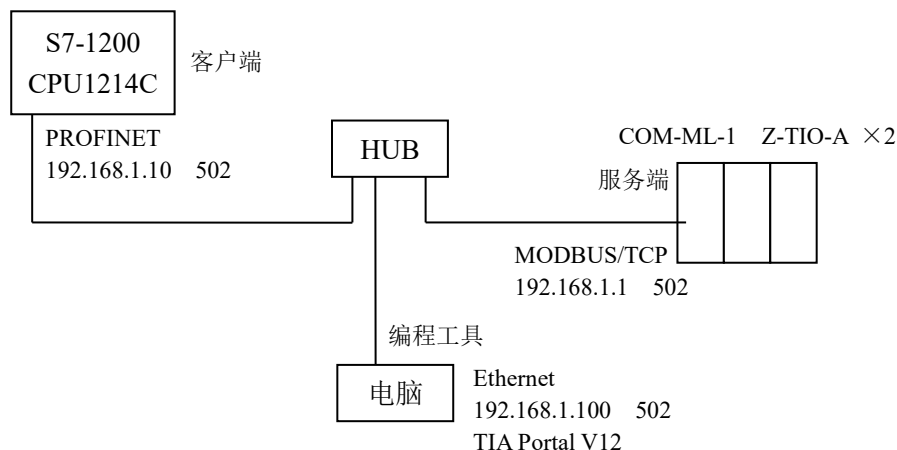 S7-1200
CPU1214C
客户端
PROFINET
192.168.1.10 502
HUB
COM-ML-1 Z-TIO-A ×2
服务端
MODBUS/TCP
192.168.1.1 502
编程工具
电脑
Ethernet
192.168.1.100 502
TIA Portal V12